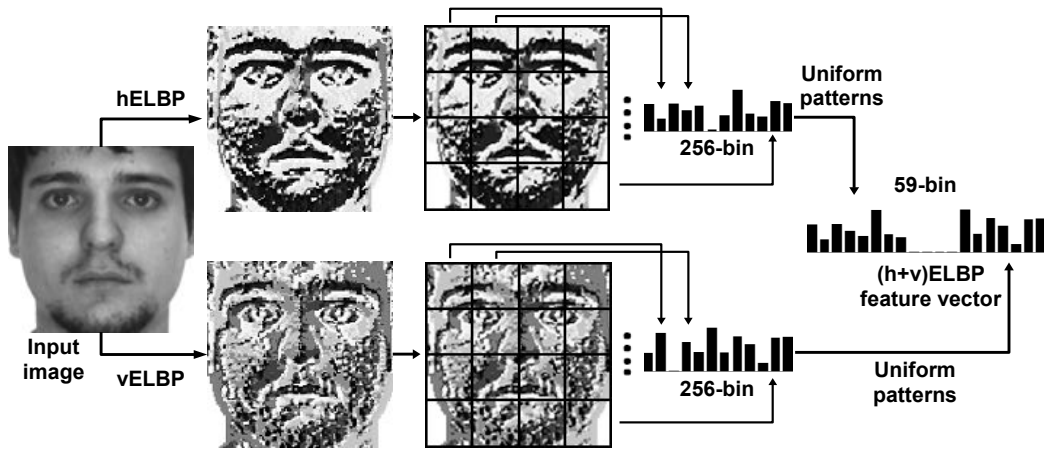 hELBP
Input
image
vELBP
256-bin
Uniform
patterns
59-bin
(h+v)ELBP
feature vector
256-bin
Uniform
patterns